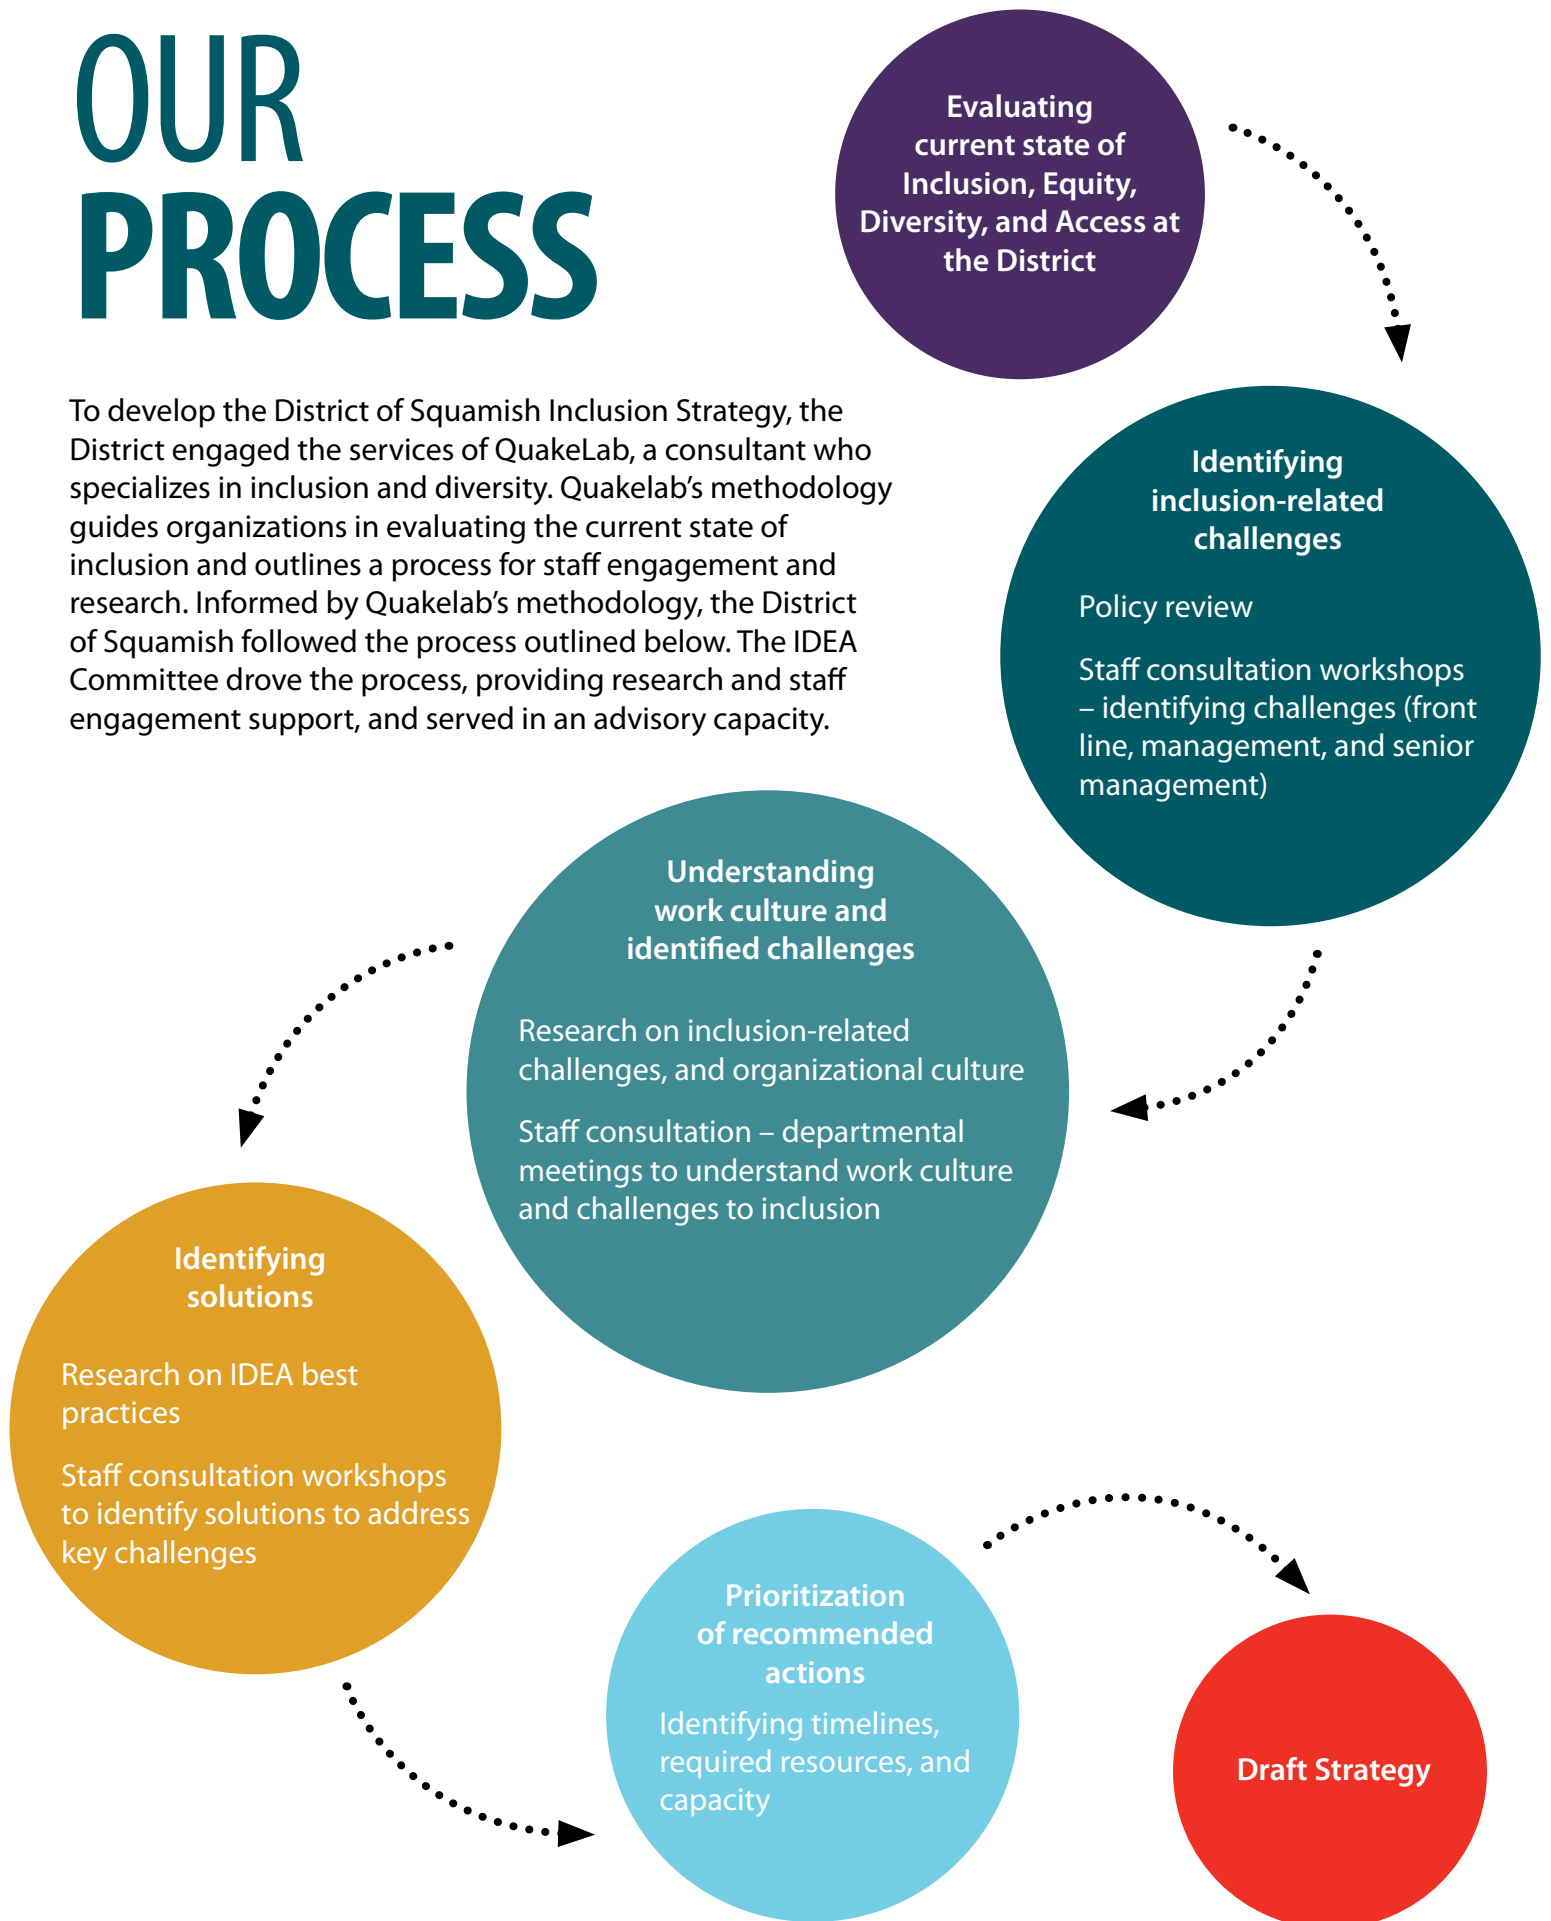 OUR
PROCESS
To develop the District of Squamish Inclusion Strategy, the
District engaged the services of QuakeLab, a consultant who
specializes in inclusion and diversity. Quakelab’s methodology
guides organizations in evaluating the current state of
inclusion and outlines a process for staff engagement and
research. Informed by Quakelab’s methodology, the District
of Squamish followed the process outlined below. The IDEA
Committee drove the process, providing research and staff
engagement support, and served in an advisory capacity.
Evaluating
current state of
Inclusion, Equity,
Diversity, and Access at
the District
Identifying
inclusion-related
challenges
Policy review
Staff consultation workshops
– identifying challenges (front
line, management, and senior
management)
Understanding
work culture and
identified challenges
Research on inclusion-related
challenges, and organizational culture
Staff consultation – departmental
meetings to understand work culture
and challenges to inclusion
Identifying
solutions
Research on IDEA best
practices
Staff consultation workshops
to identify solutions to address
key challenges
Prioritization
of recommended
actions
Identifying timelines,
required resources, and
capacity
Draft Strategy